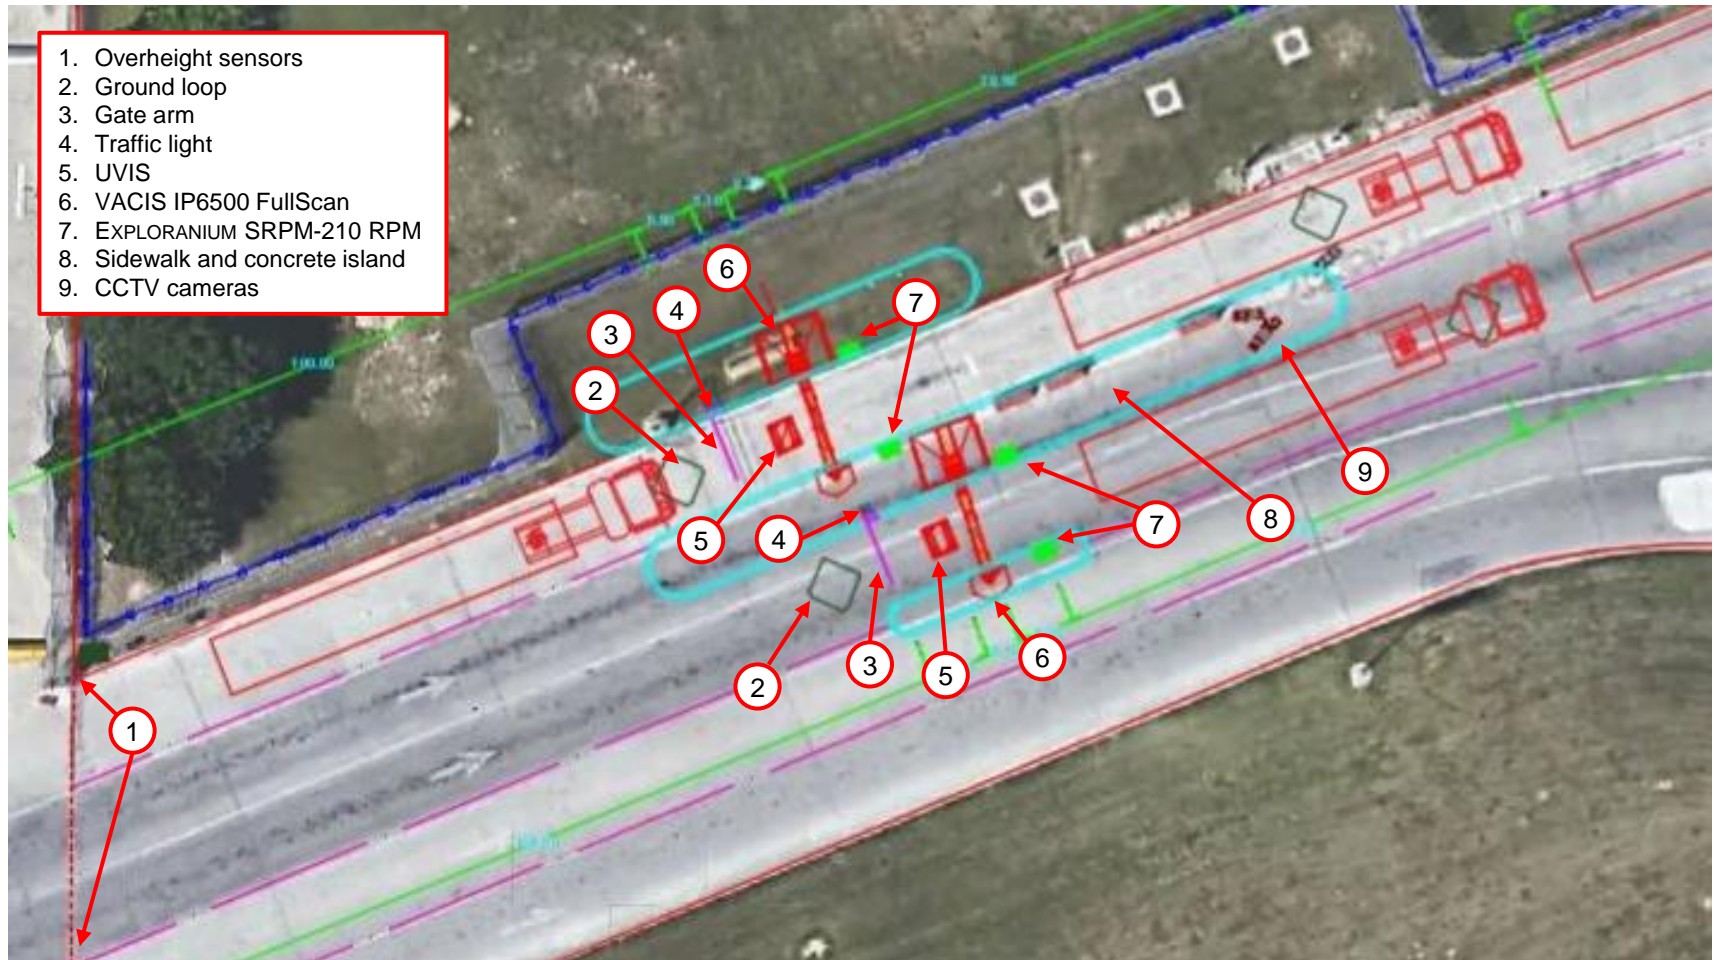 1. Overheight sensors
2. Ground loop
3. Gate arm
4. Traffic light
5. UVIS
6. VACIS IP6500 FullScan
7. EXPLORANIUM SRPM-210 RPM
8. Sidewalk and concrete island
9. CCTV cameras
6
4
7
3
2
5
4
7
8
9
2
3
5
6
1
100.00